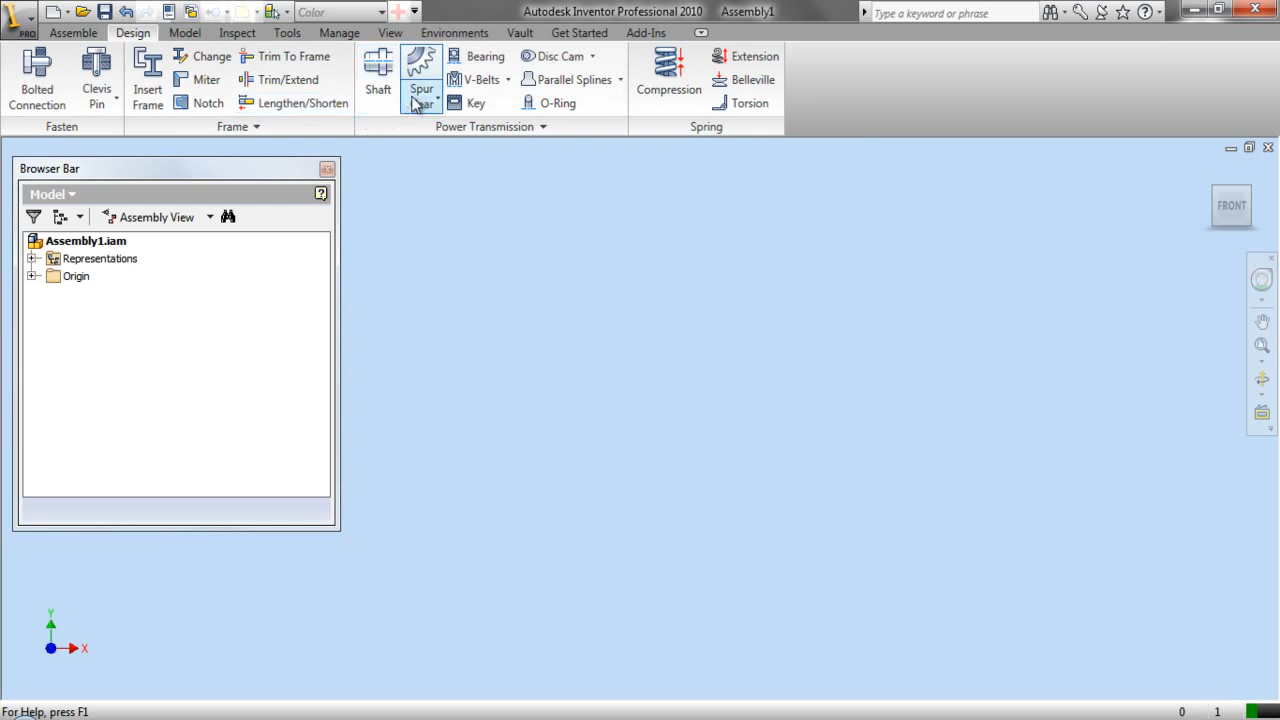 Color
Autodesk Inventor Professional 2010 Assembly1
Type a keyword or phrase
PRO
Assemble Design Model Inspect Tools Manage View Environments Vault Get Started Add-Ins
Bolted Connection
Clevis Pin
Insert Frame
Change
Miter
Notch
Trim To Frame
Trim/Extend
Lengthen/Shorten
Shaft
Spur
Bearing
V-Belts
Key
Disc Cam
Parallel Splines
O-Ring
Compression
Extension
Belleville
Torsion
Fasten
Frame
Power Transmission
Spring
Browser Bar
Model
Assembly View
Assembly1.iam
Representations
Origin
FRONT
Y
X
For Help, press F1
0 1